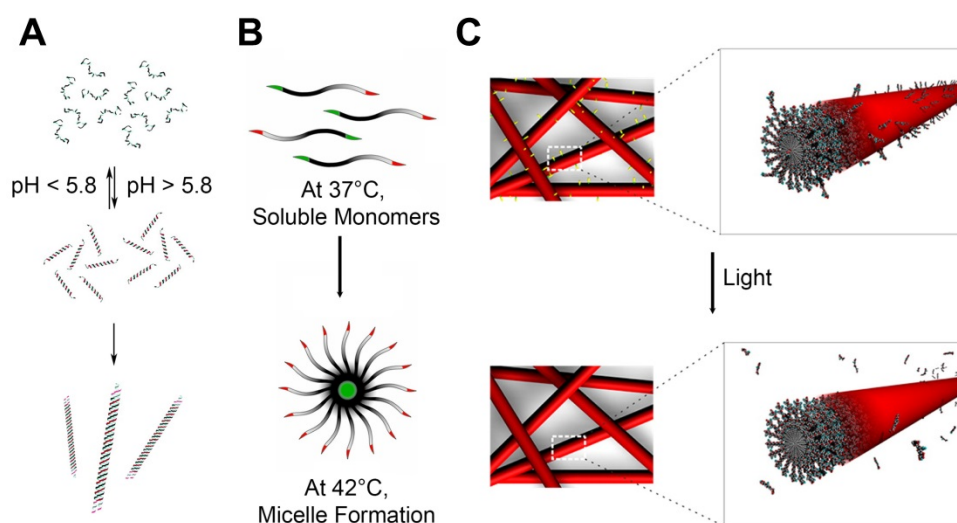 A
pH < 5.8 pH > 5.8
B
At 37°C,
Soluble Monomers
At 42°C,
Micelle Formation
C
Light